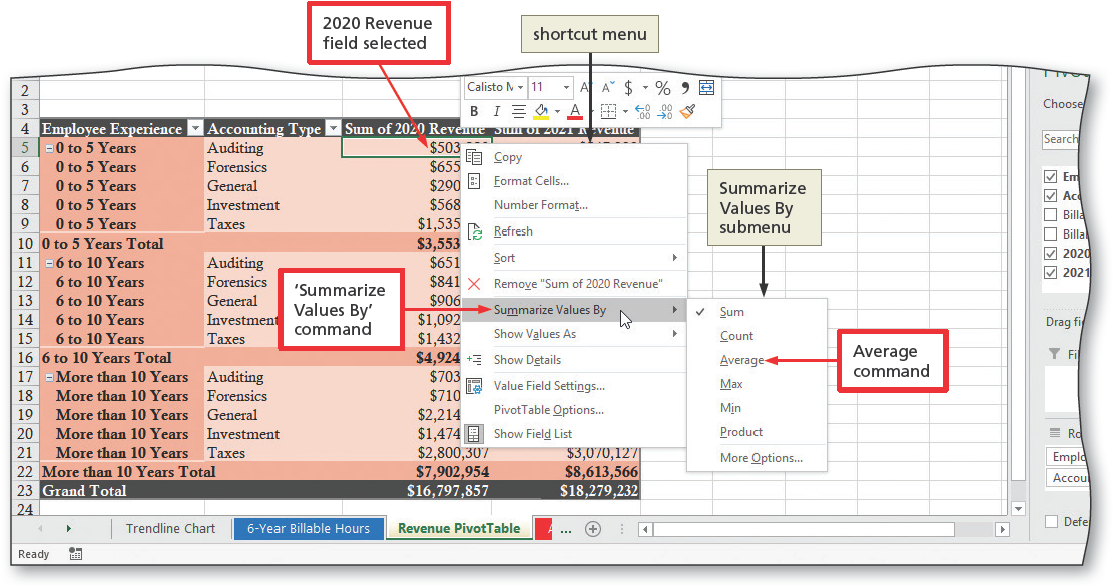 2020 Revenue
field selected
shortcut menu
Calisto M 11 A A $ % ,
B I A
2
3
4 Employee Experience Accounting Type Sum of 2020 Revenue Sum of 2021 Revenue
5 0 to 5 Years Auditing $503
6 0 to 5 Years Forensics $655
7 0 to 5 Years General $290
8 0 to 5 Years Investment $568
9 0 to 5 Years Taxes $1,535
10 0 to 5 Years Total $3,553
11 6 to 10 Years Auditing $651
12 6 to 10 Years Forensics $841
13 6 to 10 Years General $906
14 6 to 10 Years Investment $1,092
15 6 to 10 Years Taxes $1,432
16 6 to 10 Years Total $4,924
17 More than 10 Years Auditing $703
18 More than 10 Years Forensics $710
19 More than 10 Years General $2,214
20 More than 10 Years Investment $1,474
21 More than 10 Years Taxes $2,800,307 $3,070,127
22 More than 10 Years Total $7,902,954 $8,613,566
23 Grand Total $16,797,857 $18,279,232
24
Copy
Format Cells...
Number Format...
Refresh
Sort
Remove "Sum of 2020 Revenue"
Summarize Values By
Show Values As
Show Details
Value Field Settings...
PivotTable Options...
Show Field List
'Summarize
Values By'
command
Summarize
Values By
submenu
Sum
Count
Average
Max
Min
Product
More Options...
Average
command
Choose
Search
Em
Acc
Billa
Billa
2020
2021
Drag fie
Fil
Ro
Emplo
Accou
Defe
Trendline Chart 6-Year Billable Hours Revenue PivotTable A ...
Ready